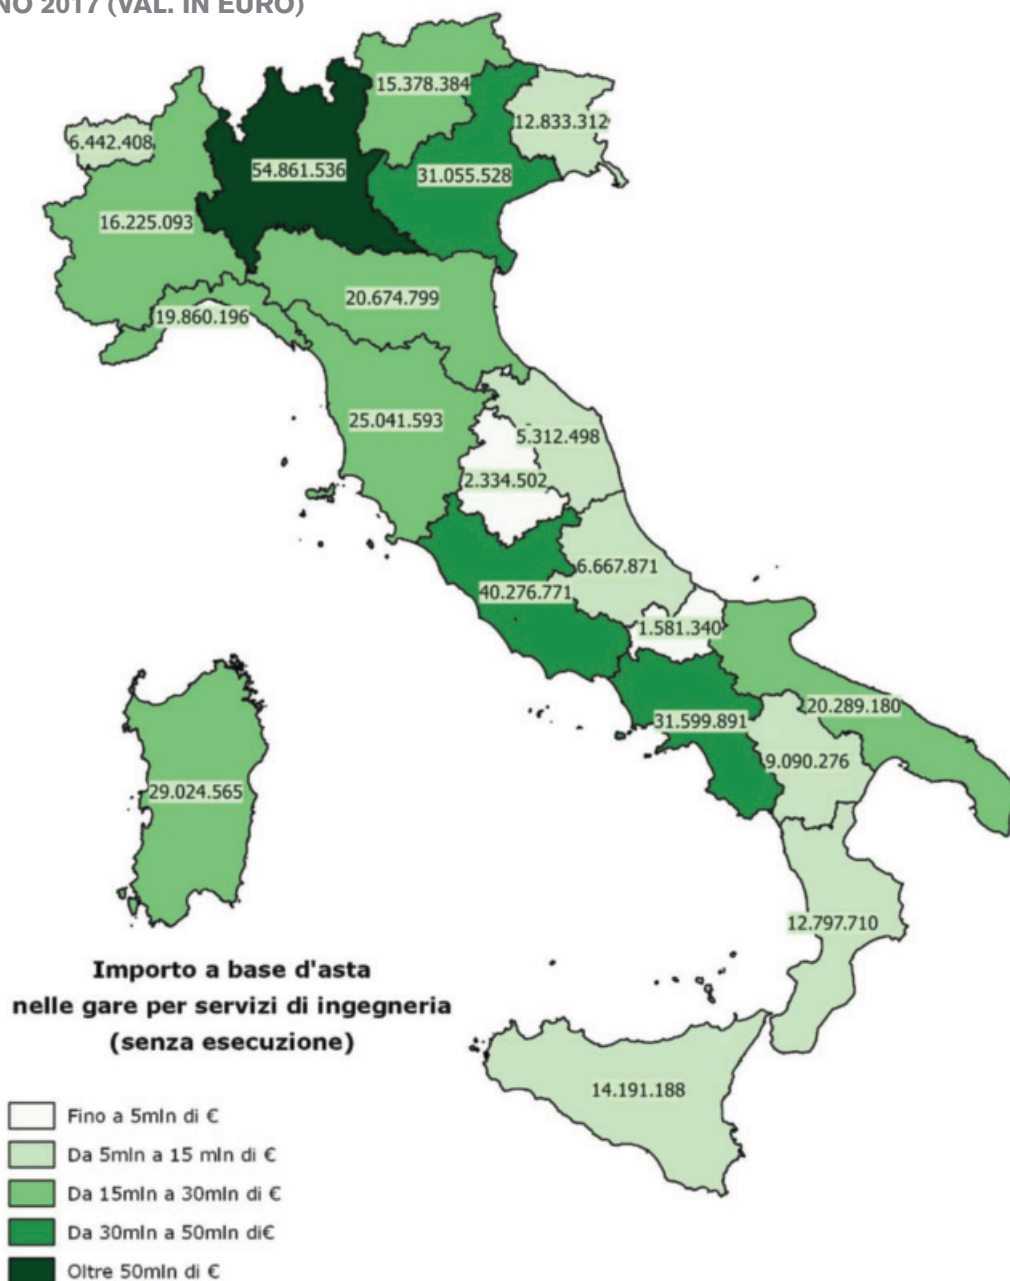 NO 2017 (VAL. IN EURO)
15.378.384
12.833.312
6.442.408
54.861.536
31.055.528
16.225.093
20.674.799
19.860.196
25.041.593
5.312.498
2.334.502
6.667.871
40.276.771
1.581.340
20.289.180
31.599.891
9.090.276
29.024.565
12.797.710
Importo a base d'asta
nelle gare per servizi di ingegneria
(senza esecuzione)
14.191.188
Fino a 5mln di €
Da 5mln a 15 mln di €
Da 15mln a 30mln di €
Da 30mln a 50mln di€
Oltre 50mln di €